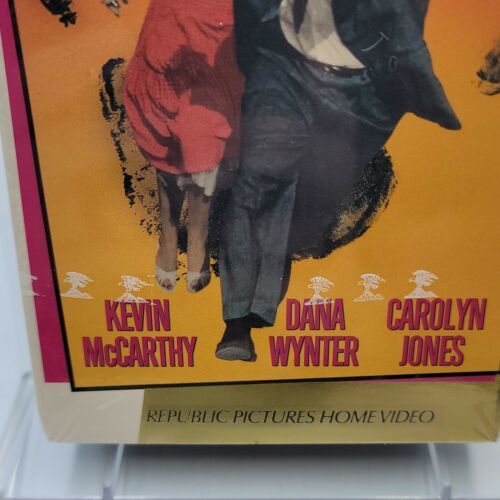 KEVIN
McCARTHY
DANA
WYNTER
CAROLYN
JONES
REPUBLIC PICTURES HOME VIDEO